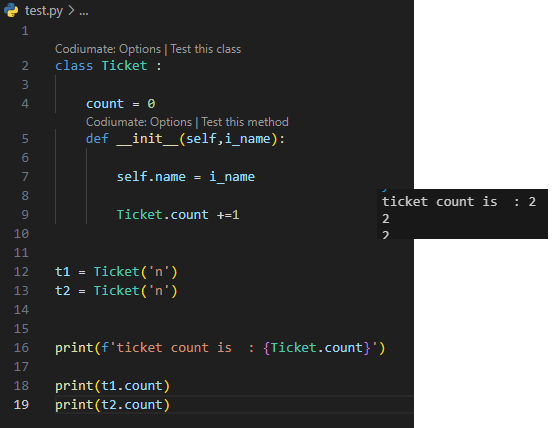 test.py > ...
1
Codiumate: Options | Test this class
2 class Ticket :
3
4 count = 0
Codiumate: Options | Test this method
5 def __init__(self,i_name):
6
7 self.name = i_name
8
9 Ticket.count +=1
10
11
12 t1 = Ticket('n')
13 t2 = Ticket('n')
14
15
16 print(f'ticket count is  : {Ticket.count}')
17
18 print(t1.count)
19 print(t2.count)
ticket count is  : 2
2
2